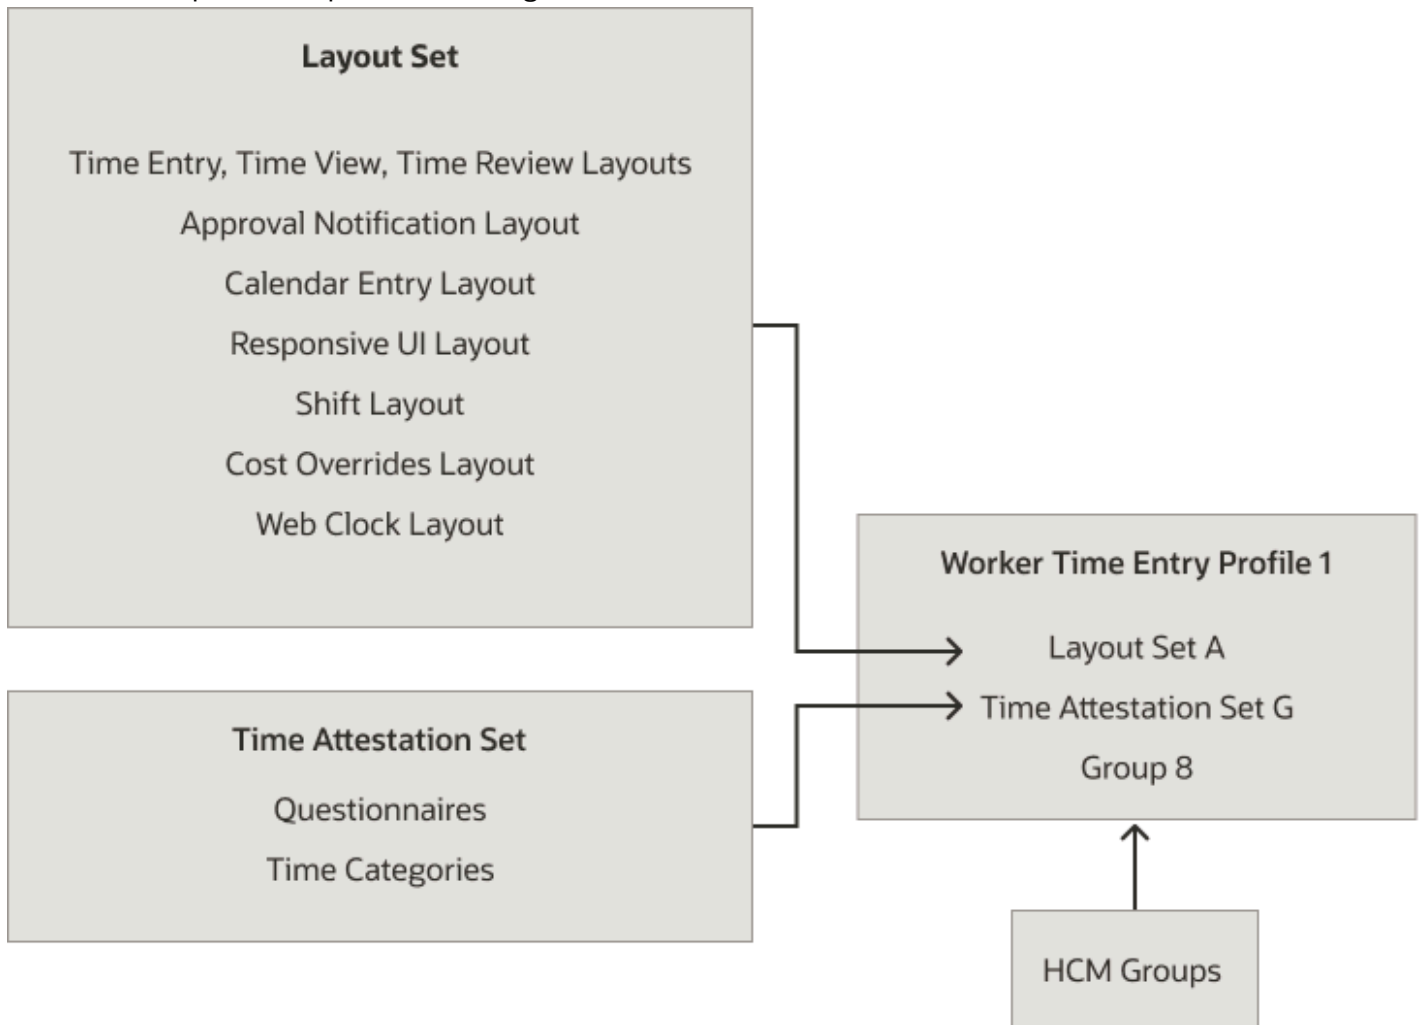 Layout Set
Time Entry, Time View, Time Review Layouts
Approval Notification Layout
Calendar Entry Layout
Responsive UI Layout
Shift Layout
Cost Overrides Layout
Web Clock Layout
Time Attestation Set
Questionnaires
Time Categories
Worker Time Entry Profile 1
Layout Set A
Time Attestation Set G
Group 8
HCM Groups